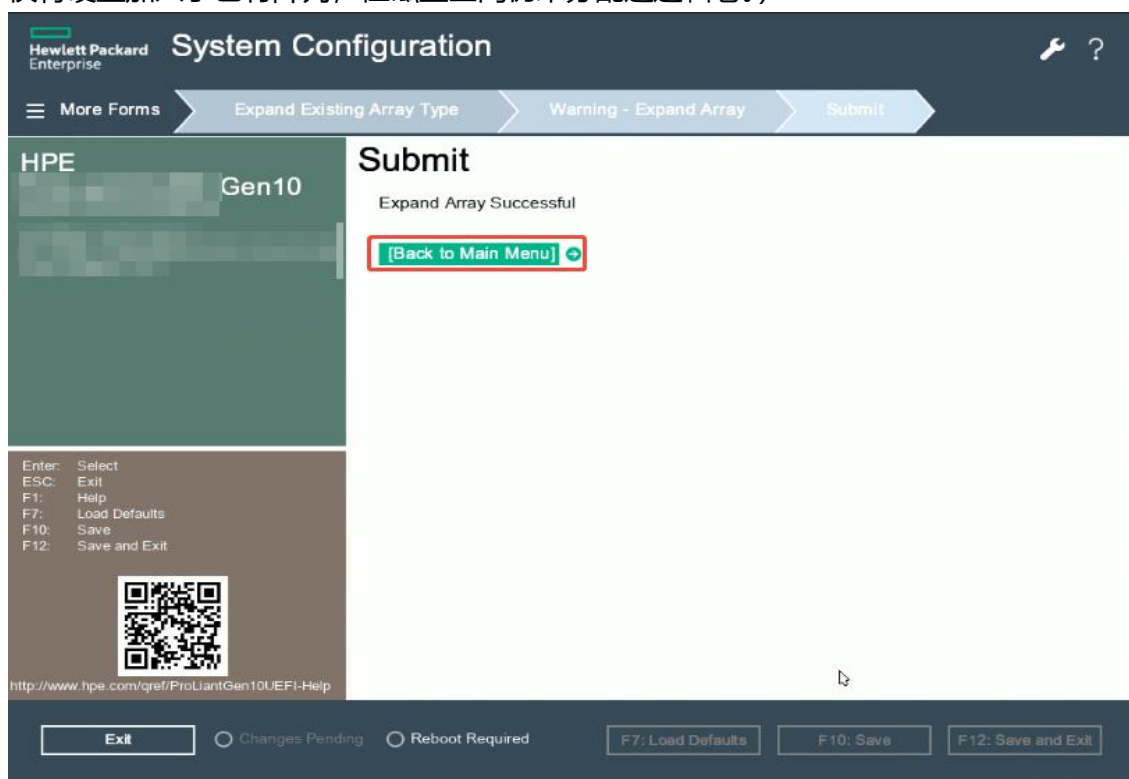 Hewlett Packard
Enterprise
System Configuration
?
More Forms
Expand Existing Array Type
Warning - Expand Array
Submit
HPE
Gen10
Submit
Expand Array Successful
[Back to Main Menu]
Enter: Select
ESC: Exit
F1: Help
F7: Load Defaults
F10: Save
F12: Save and Exit
http://www.hpe.com/qref/ProLiantGen10UEFI-Help
Exit
Changes Pending
Reboot Required
F7: Load Defaults
F10: Save
F12: Save and Exit